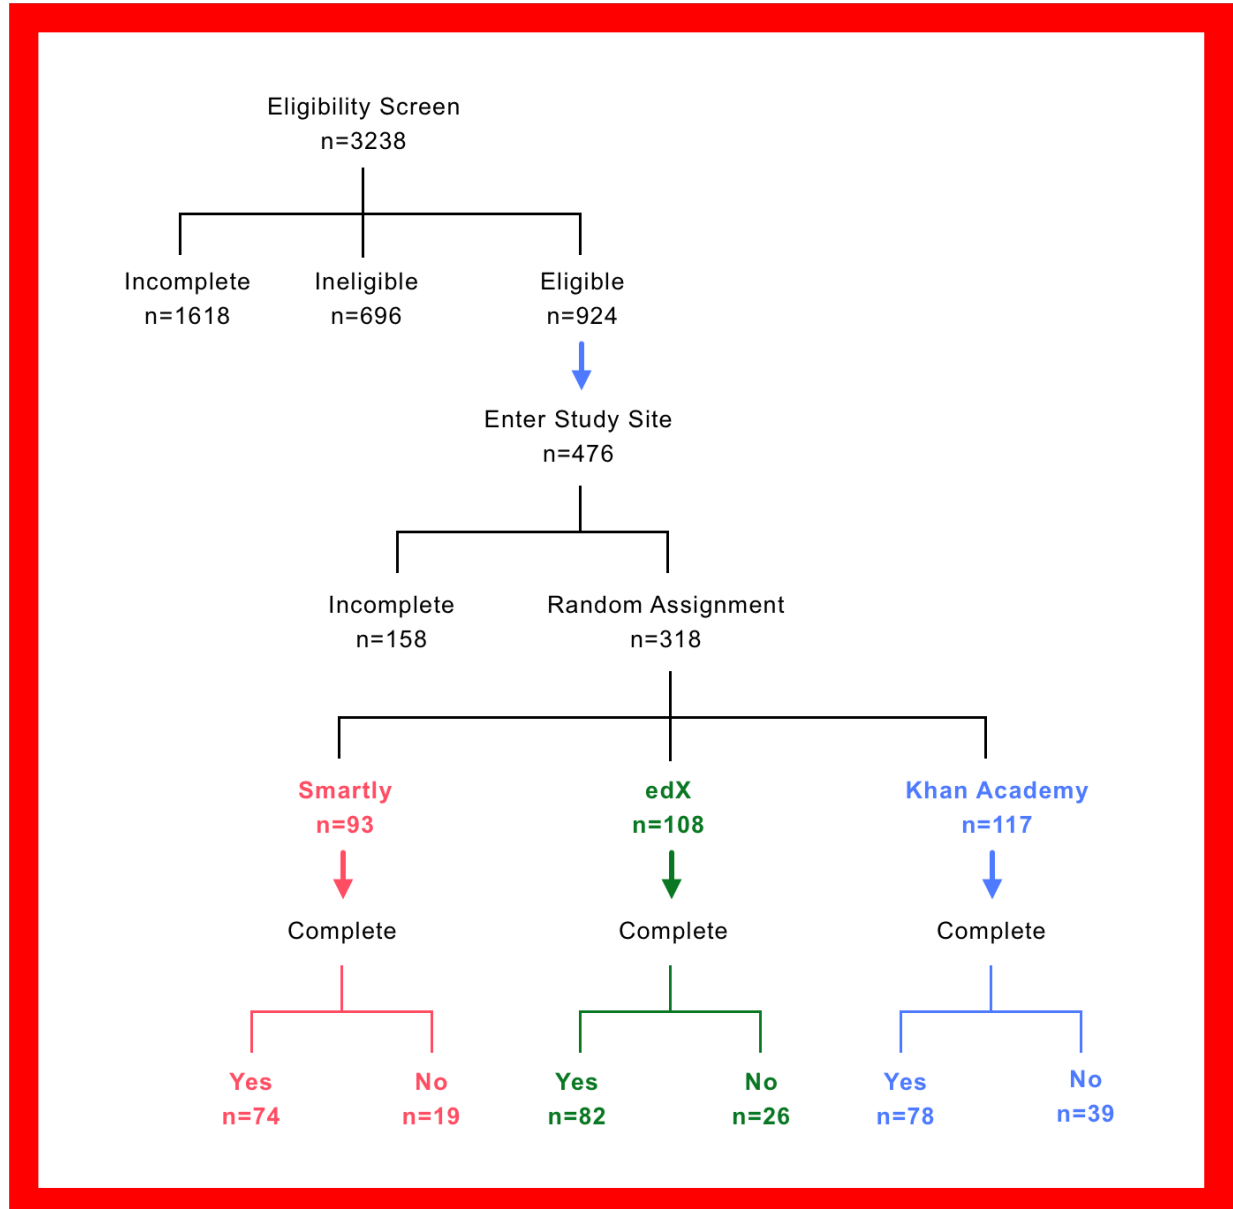 Eligibility Screen
n=3238
Incomplete
n=1618
Ineligible
n=696
Eligible
n=924
Enter Study Site
n=476
Incomplete
n=158
Random Assignment
n=318
Smartly
n=93
edX
n=108
Khan Academy
n=117
Complete
Complete
Complete
Yes
n=74
No
n=19
Yes
n=82
No
n=26
Yes
n=78
No
n=39